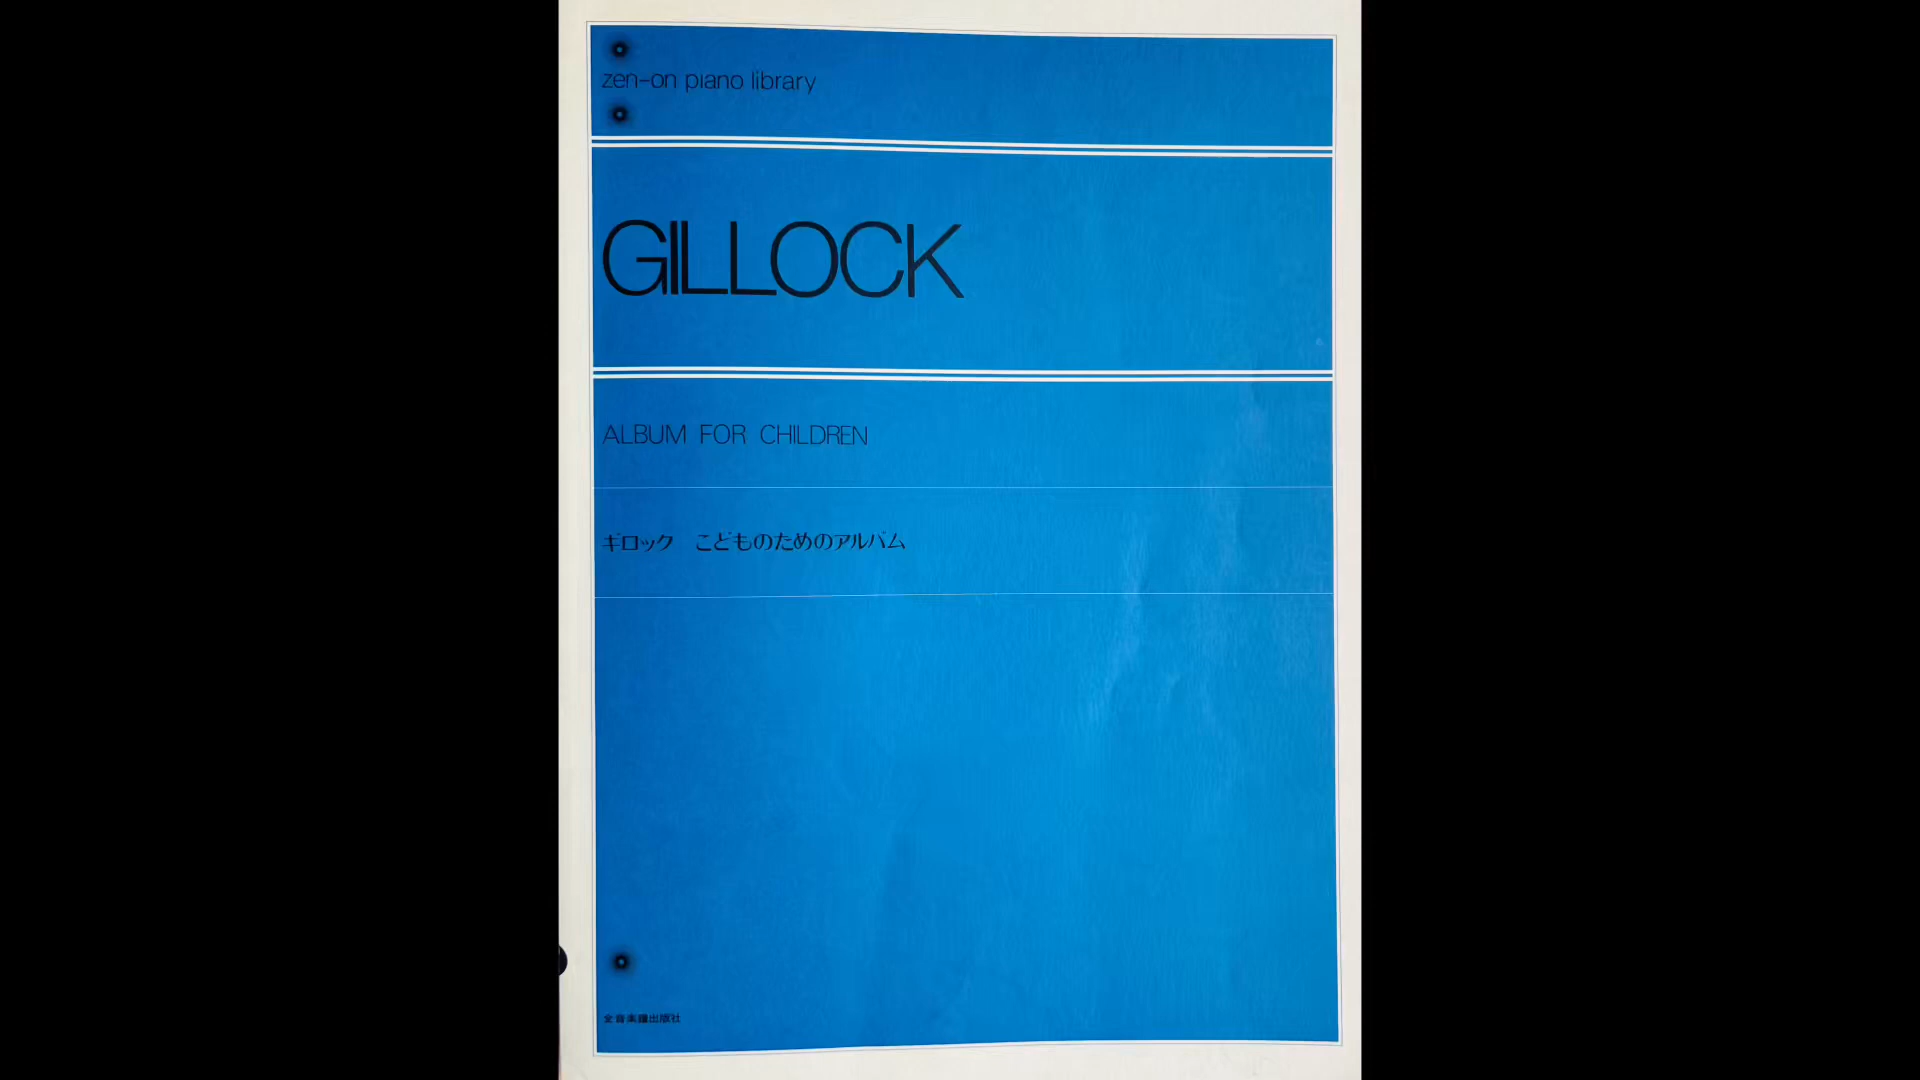 zen-on piano library
GILLOCK
ALBUM FOR CHILDREN
ギロック こどものためのアルバム
全音楽譜出版社